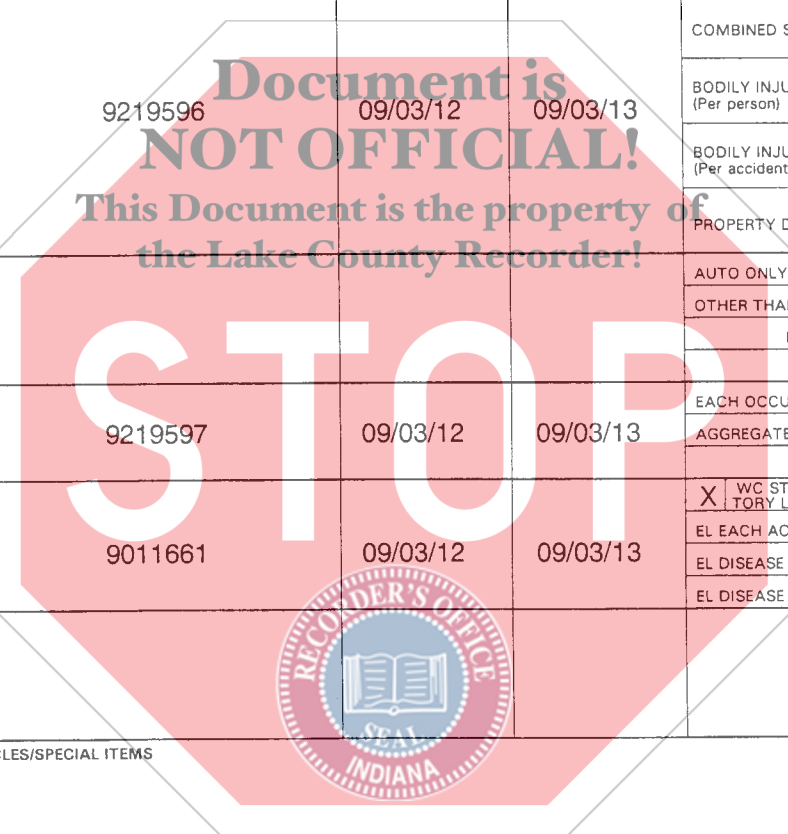 COMBINED S
Document is
9219596 09/03/12 09/03/13
BODILY INJU
(Per person)
NOT OFFICIAL!
BODILY INJU
(Per accident
This Document is the property of
PROPERTY D
the Lake County Recorder!
AUTO ONLY
OTHER THA
STOP
EACH OCCU
9219597 09/03/12 09/03/13
AGGREGATE
X WC ST
TORY L
EL EACH AC
9011661 09/03/12 09/03/13
EL DISEASE
EL DISEASE
RECORDER'S OFFICE
SEAL
INDIANA
CLES/SPECIAL ITEMS